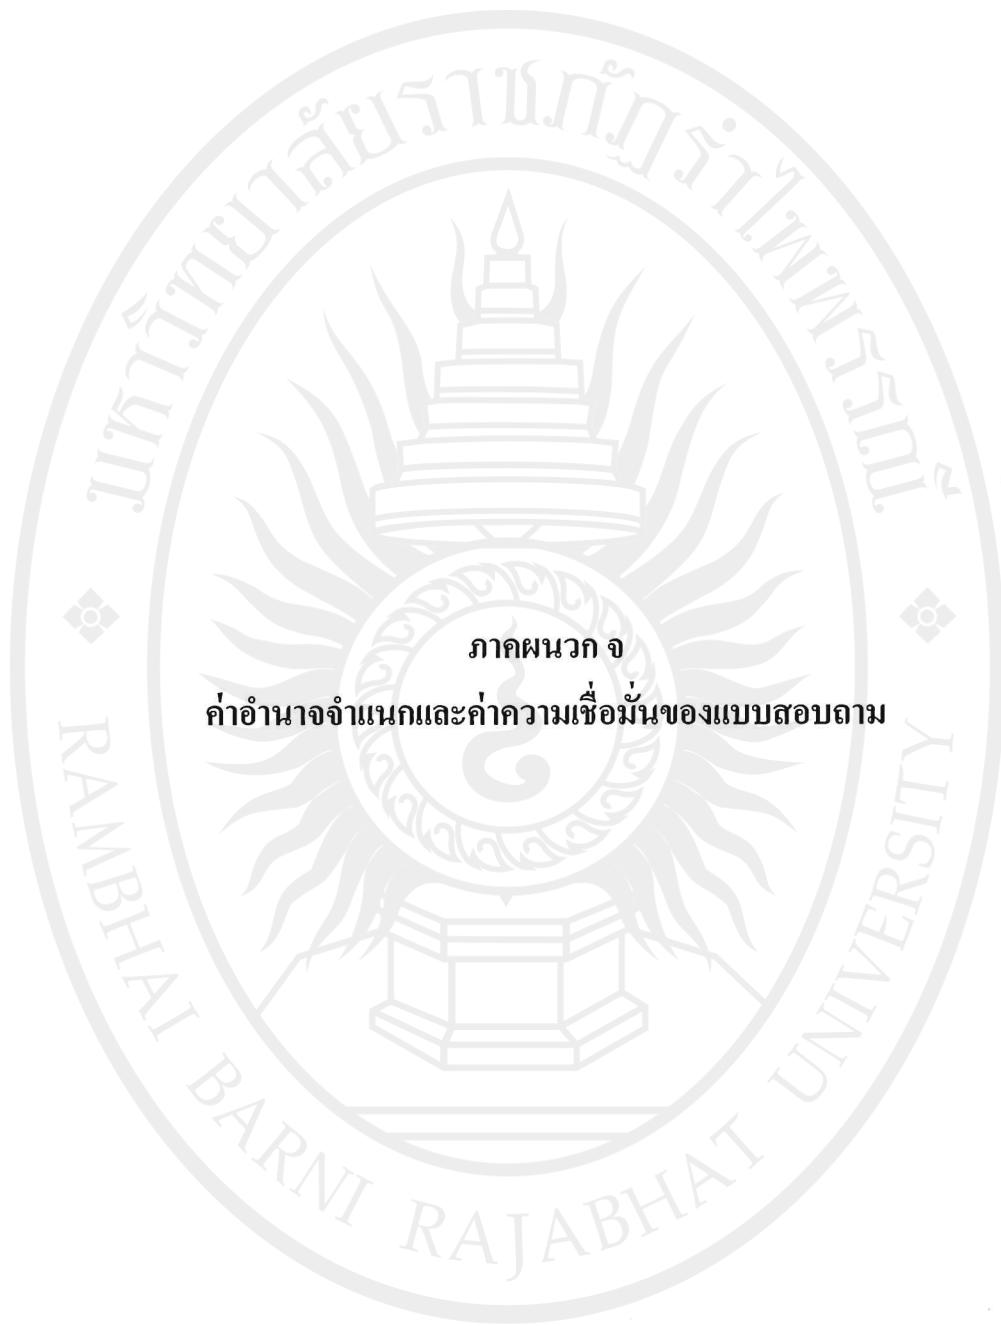 มหาวิทยาลัยราชภัฏรำไพพรรณี
ภาคผนวก จ
ค่าอำนาจจำแนกและค่าความเชื่อมั่นของแบบสอบถาม
RAMBHAI BARNI RAJABHAT UNIVERSITY